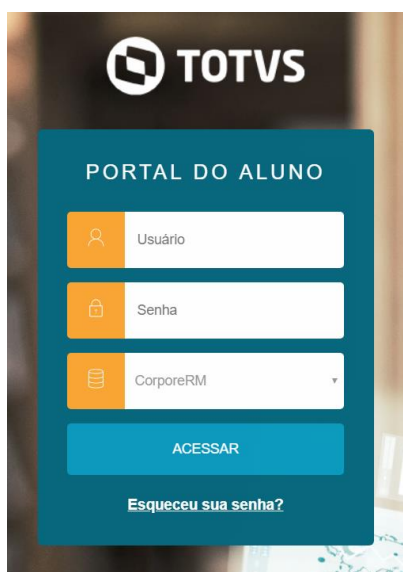 TOTVS
PORTAL DO ALUNO
Usuário
Senha
CorporeRM
ACESSAR
Esqueceu sua senha?